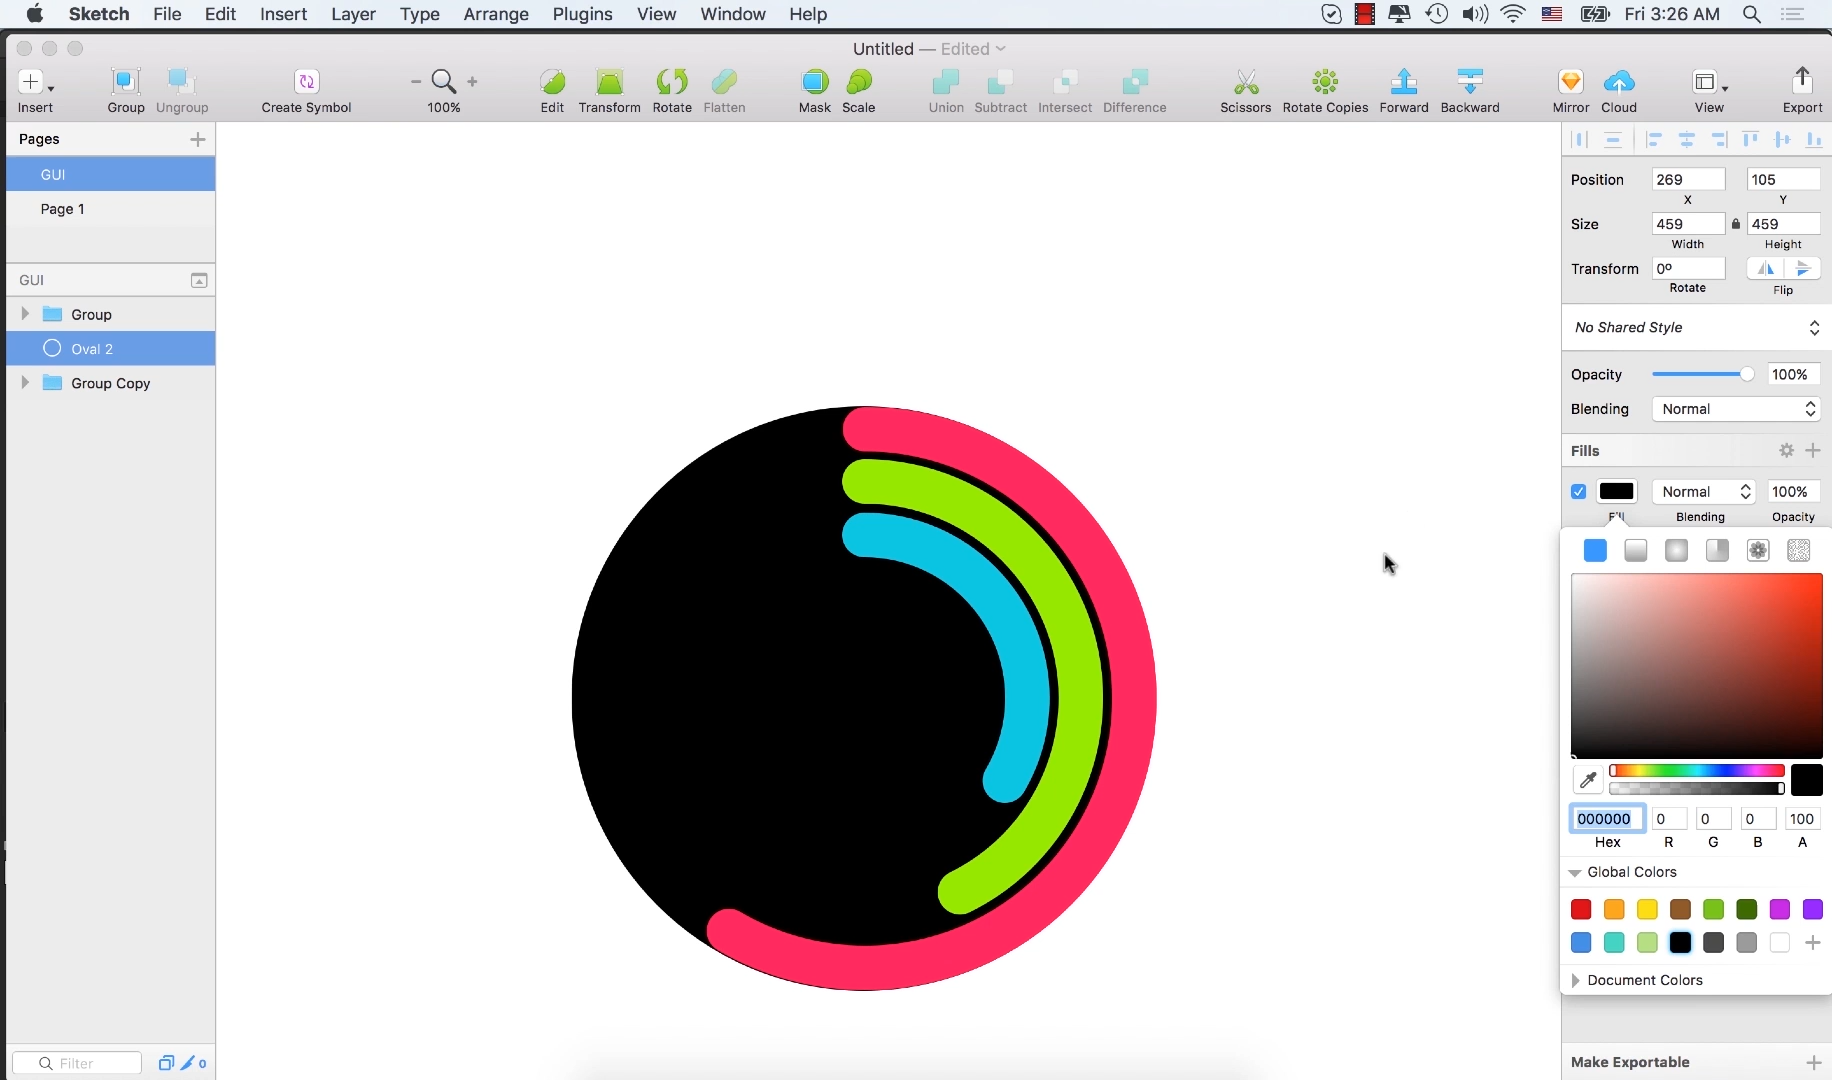 Sketch File Edit Insert Layer Type Arrange Plugins View Window Help Fri 3:26 AM
Untitled — Edited
Insert Group Ungroup Create Symbol 100% Edit Transform Rotate Flatten Mask Scale Union Subtract Intersect Difference Scissors Rotate Copies Forward Backward Mirror Cloud View Export
Pages
GUI
Page 1
GUI
Group
Oval 2
Group Copy
Filter 0
Position 269 105
X Y
Size 459 459
Width Height
Transform 0º
Rotate Flip
No Shared Style
Opacity 100%
Blending Normal
Fills
Normal 100%
Fill Blending Opacity
000000 0 0 0 100
Hex R G B A
Global Colors
Document Colors
Make Exportable